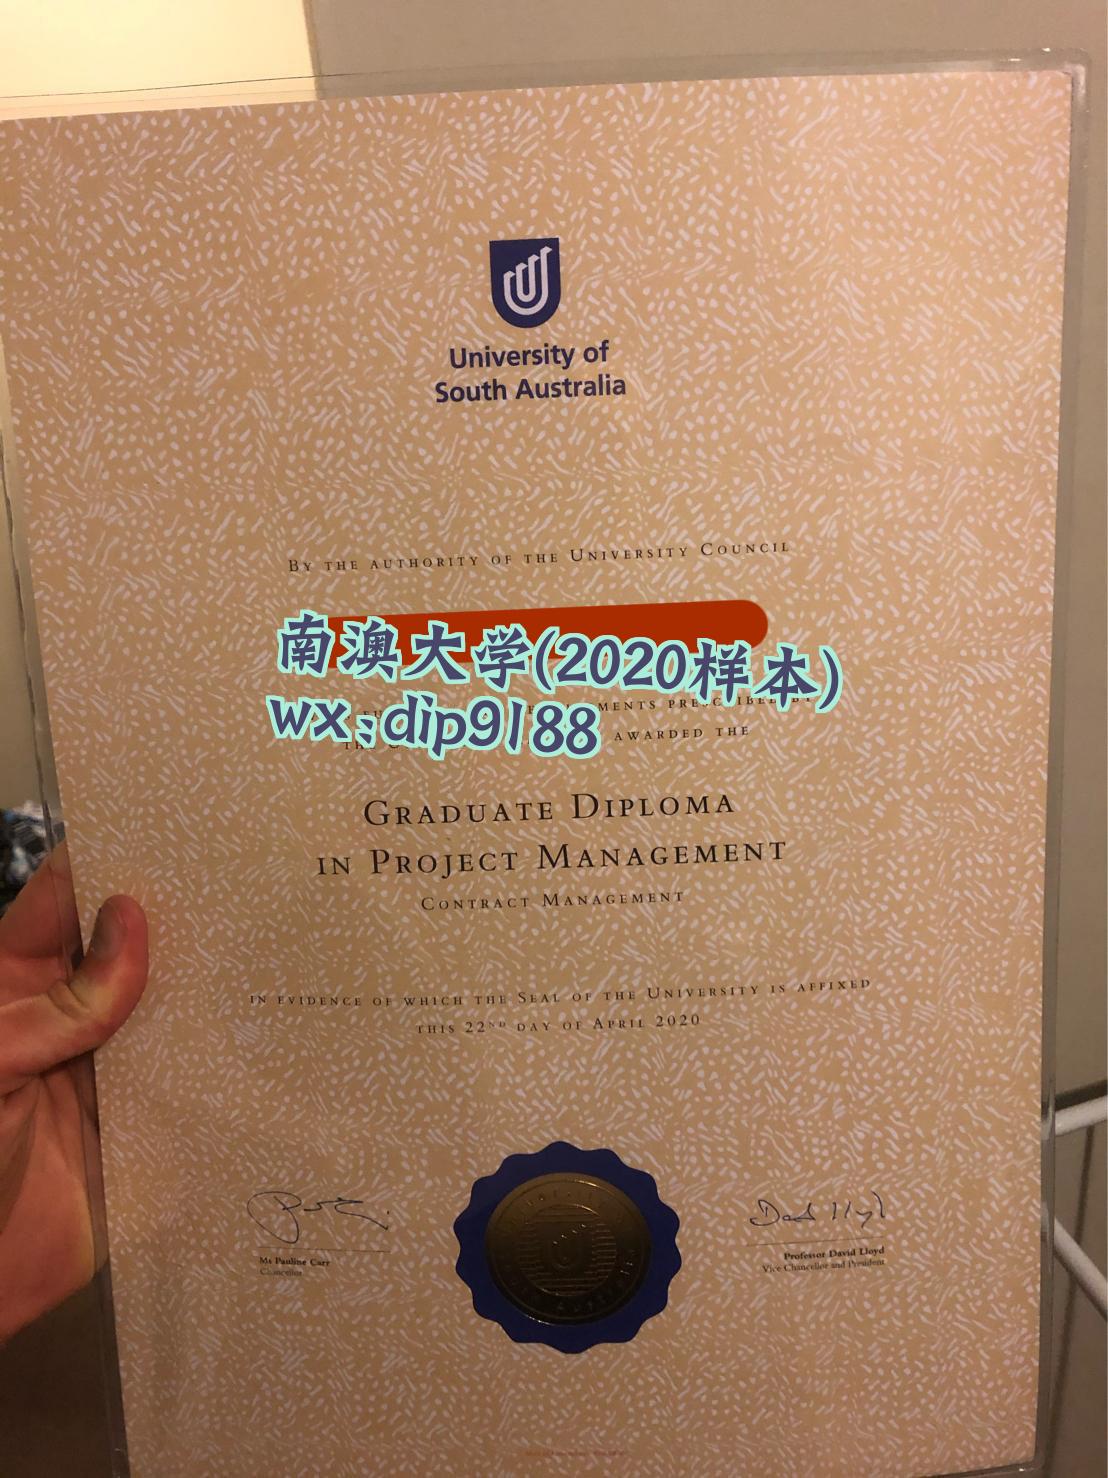 University of
South Australia
BY THE AUTHORITY OF THE UNIVERSITY COUNCIL
南澳大学(2020样本)
MENTS PRESCRIBED BY
wx:dip9188
AWARDED THE
GRADUATE DIPLOMA
IN PROJECT MANAGEMENT
CONTRACT MANAGEMENT
IN EVIDENCE OF WHICH THE SEAL OF THE UNIVERSITY IS AFFIXED
THIS 22ND DAY OF APRIL 2020
Ms Pauline Carr
Chancellor
Professor David Lloyd
Vice Chancellor and President